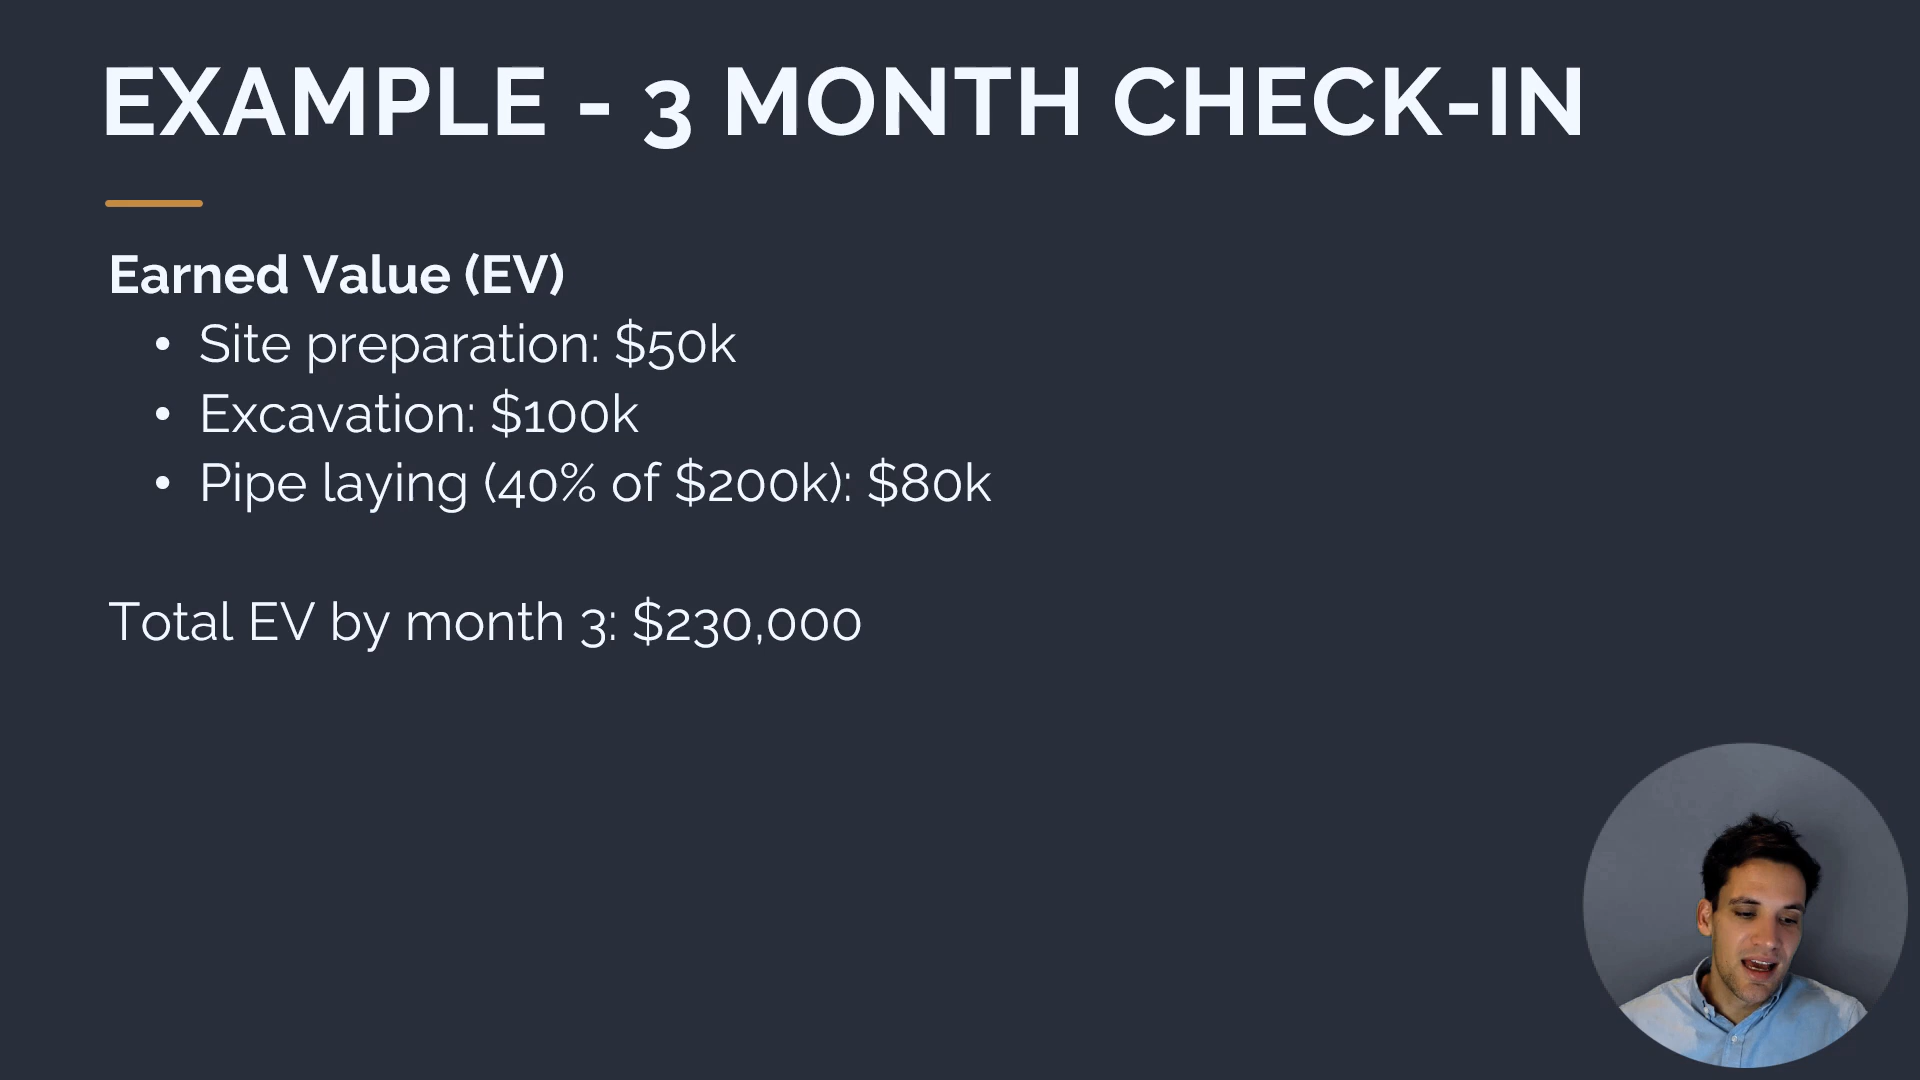 EXAMPLE - 3 MONTH CHECK-IN
Earned Value (EV)
• Site preparation: $50k
• Excavation: $100k
• Pipe laying (40% of $200k): $80k
Total EV by month 3: $230,000